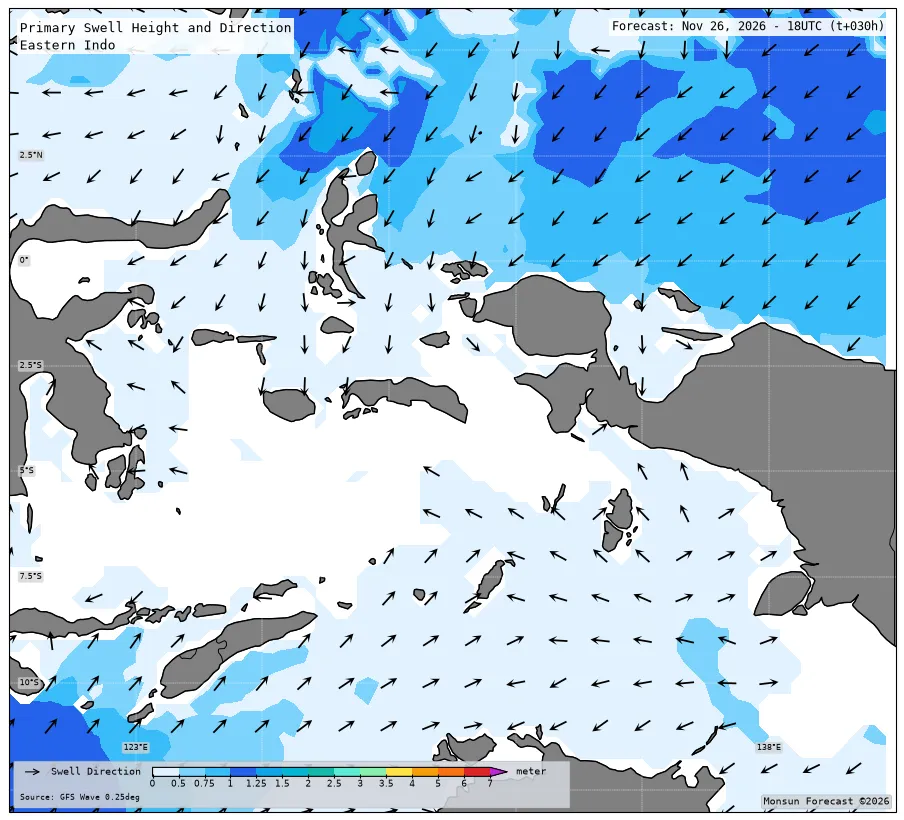 Primary Swell Height and Direction
Eastern Indo
Forecast: Nov 26, 2026 - 18UTC (t+030h)
2.5°N
0°
2.5°S
5°S
7.5°S
10°S
123°E
138°E
Swell Direction
meter
0 0.5 0.75 1 1.25 1.5 2 2.5 3 3.5 4 5 6 7
Source: GFS Wave 0.25deg
Monsun Forecast ©2026